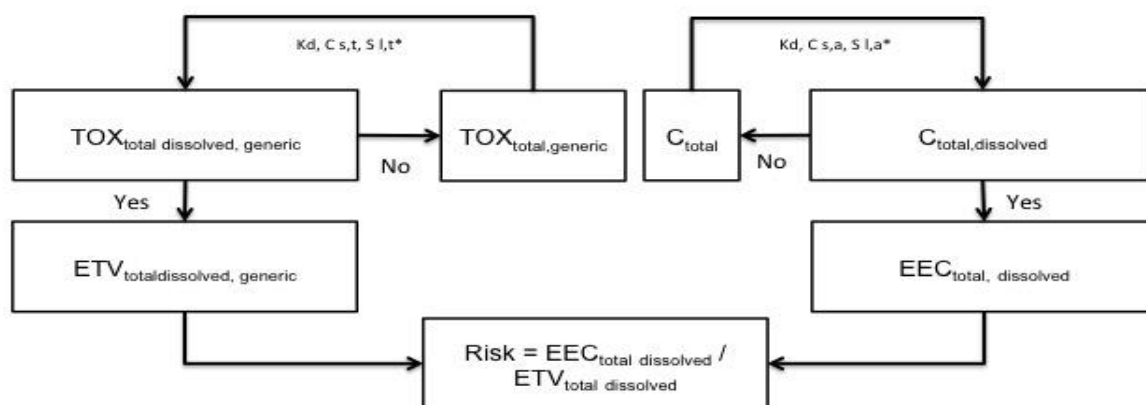 Kd, C s,t, S l,t*
Kd, C s,a, S l,a*
TOXtotal dissolved, generic
No
TOXtotal,generic
Ctotal
No
Ctotal,dissolved
Yes
Yes
ETVtotaldissolved, generic
EECtotal, dissolved
Risk = EECtotal dissolved /
ETVtotal dissolved